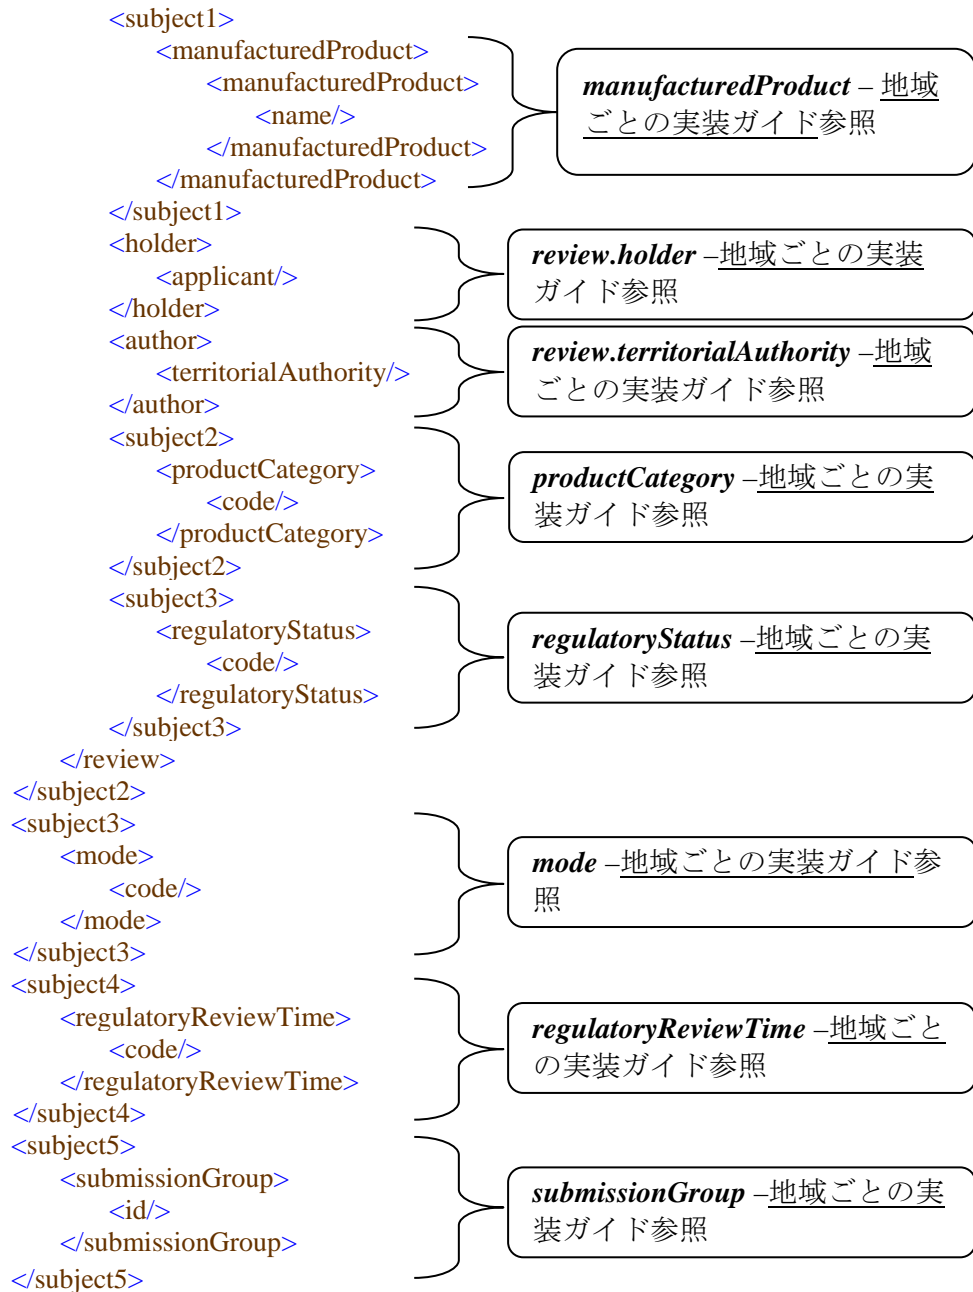 <subject1>
<manufacturedProduct>
<manufacturedProduct>
<name/>
</manufacturedProduct>
</manufacturedProduct>
</subject1>
manufacturedProduct – 地域
ごとの実装ガイド参照
<holder>
<applicant/>
</holder>
review.holder –地域ごとの実装
ガイド参照
<author>
<territorialAuthority/>
</author>
review.territorialAuthority –地域
ごとの実装ガイド参照
<subject2>
<productCategory>
<code/>
</productCategory>
</subject2>
productCategory –地域ごとの実
装ガイド参照
<subject3>
<regulatoryStatus>
<code/>
</regulatoryStatus>
</subject3>
regulatoryStatus –地域ごとの実
装ガイド参照
</review>
</subject2>
<subject3>
<mode>
<code/>
</mode>
</subject3>
mode –地域ごとの実装ガイド参
照
<subject4>
<regulatoryReviewTime>
<code/>
</regulatoryReviewTime>
</subject4>
regulatoryReviewTime –地域ごと
の実装ガイド参照
<subject5>
<submissionGroup>
<id/>
</submissionGroup>
</subject5>
submissionGroup –地域ごとの実
装ガイド参照